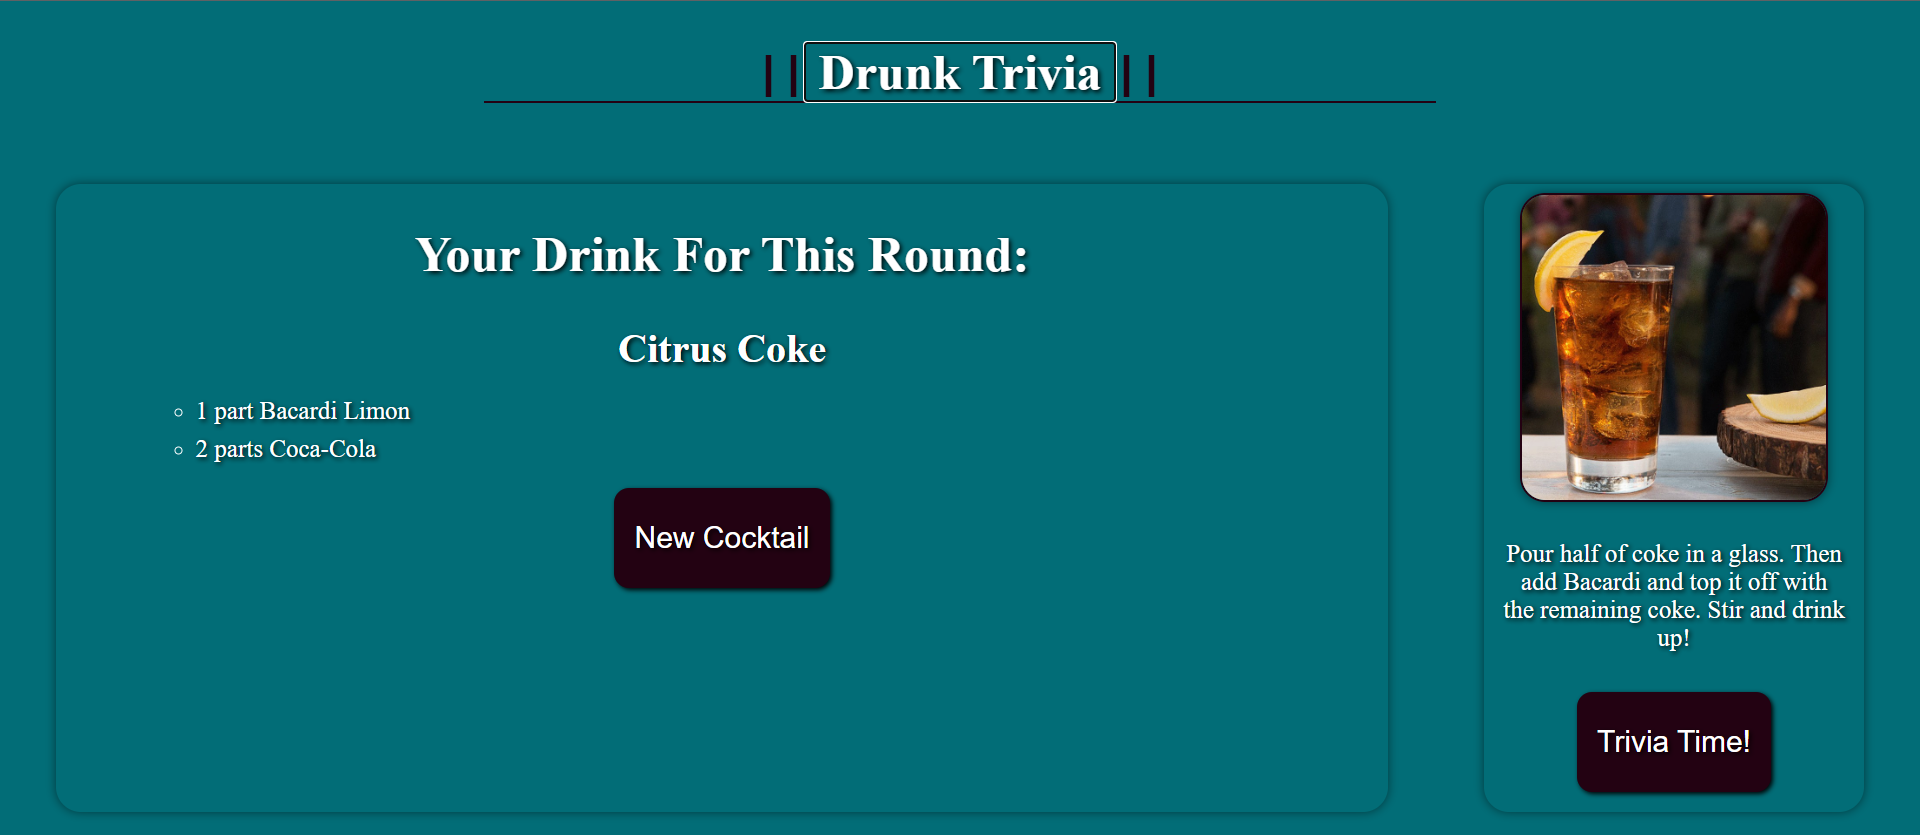 ||Drunk Trivia||
Your Drink For This Round:
Citrus Coke
1 part Bacardi Limon
2 parts Coca-Cola
New Cocktail
Pour half of coke in a glass. Then
add Bacardi and top it off with
the remaining coke. Stir and drink
up!
Trivia Time!